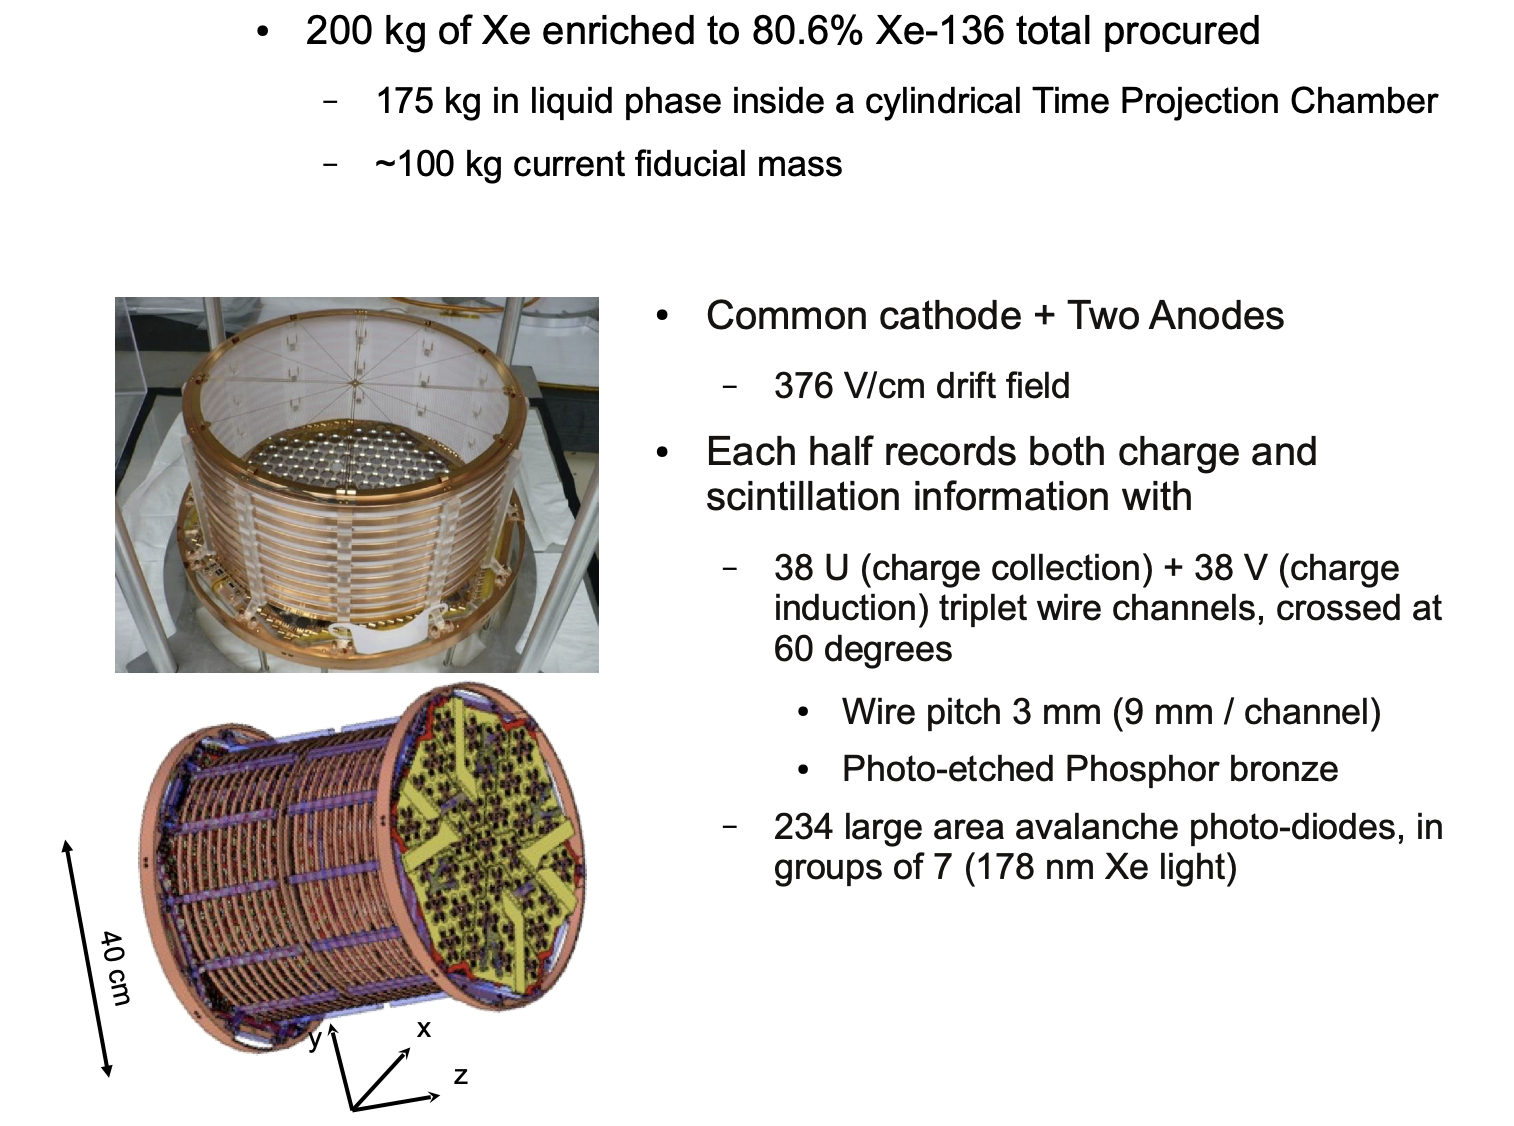 • 200 kg of Xe enriched to 80.6% Xe-136 total procured
– 175 kg in liquid phase inside a cylindrical Time Projection Chamber
– ~100 kg current fiducial mass
• Common cathode + Two Anodes
– 376 V/cm drift field
• Each half records both charge and
scintillation information with
– 38 U (charge collection) + 38 V (charge
induction) triplet wire channels, crossed at
60 degrees
• Wire pitch 3 mm (9 mm / channel)
• Photo-etched Phosphor bronze
– 234 large area avalanche photo-diodes, in
groups of 7 (178 nm Xe light)
40 cm
y
x
z